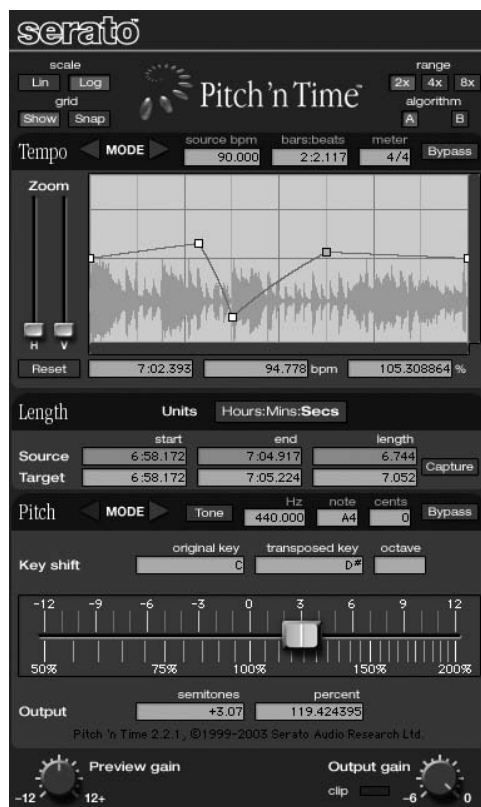 serato
scale range
Lin Log 2x 4x 8x
Pitch 'n Time™
grid algorithm
Show Snap A B
source bpm bars:beats meter
Tempo MODE 90.000 2:2.117 4/4 Bypass
Zoom
H V
Reset 7:02.393 94.778 bpm 105.308864 %
Length Units Hours:Mins:Secs
start end length
Source 6:58.172 7:04.917 6.744
Target 6:58.172 7:05.224 7.052 Capture
Hz note cents
Pitch MODE Tone 440.000 A4 0 Bypass
original key transposed key octave
Key shift C D#
-12 -9 -6 -3 0 3 6 9 12
50% 75% 100% 150% 200%
semitones percent
Output +3.07 119.424395
Pitch 'n Time 2.2.1, ©1999-2003 Serato Audio Research Ltd.
Preview gain Output gain
clip
-12 12+ -6 0